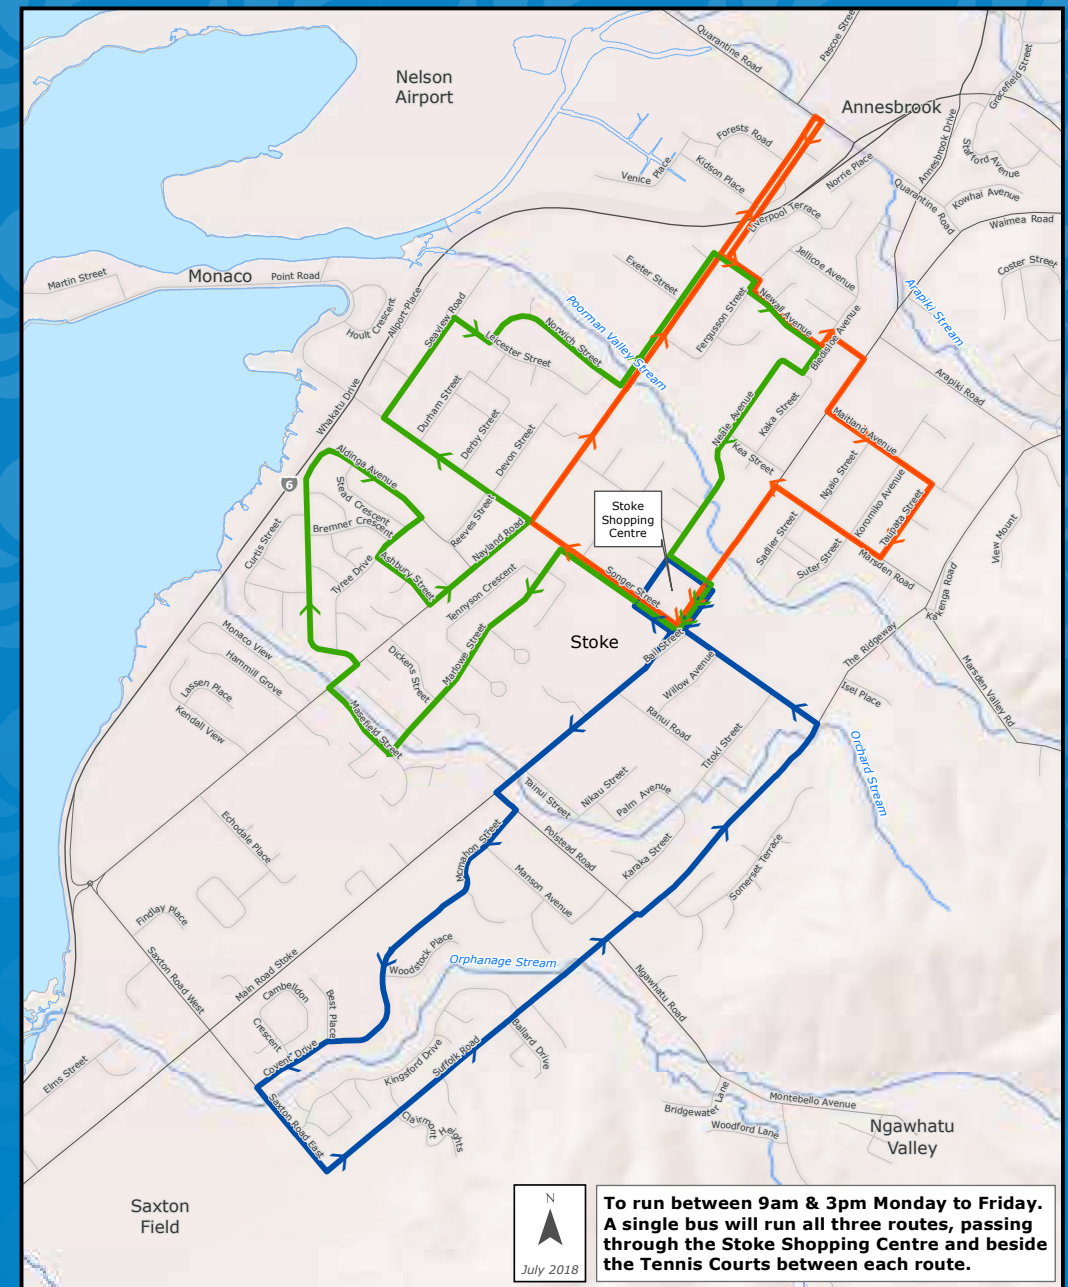 Nelson
Airport
Quarantine Road
Pascoe Street
Gracefield Street
Annesbrook
Annesbrook Drive
Stafford Avenue
Forests Road
Kidson Place
Venice Place
Norrie Place
Quarantine Road
Kowhai Avenue
Waimea Road
Liverpool Terrace
Jellicoe Avenue
Coster Street
Martin Street
Monaco
Point Road
Hoult Crescent
Allport Place
Seaview Road
Exeter Street
Poorman Valley Stream
Fergusson Street
Newall Avenue
Bledisloe Avenue
Arapiki Stream
Arapiki Road
Leicester Street
Norwich Street
Whakatu Drive
Durham Street
Derby Street
Devon Street
Neale Avenue
Kaka Street
Kea Street
Maitland Avenue
Ngaio Street
Koromiko Avenue
Taupata Street
Aldinga Avenue
6
Stead Crescent
Bremner Crescent
Reeves Street
Nayland Road
Curtis Street
Tyree Drive
Ashbury Street
Tennyson Crescent
Stoke
Shopping
Centre
Songer Street
Sadlier Street
Suter Street
Marsden Road
View Mount
Kakenga Road
The Ridgeway
Marsden Valley Rd
Monaco View
Hammill Grove
Lassen Place
Kendall View
Dickens Street
Marlowe Street
Masefield Street
Stoke
Ball Street
Willow Avenue
Ranui Road
Titoki Street
Isel Place
Orchard Stream
Tainui Street
Nikau Street
Palm Avenue
Polstead Road
Karaka Street
Somerset Terrace
Mcmahon Street
Manson Avenue
Echodale Place
Findlay Place
Saxton Road West
Main Road Stoke
Woodstock Place
Orphanage Stream
Cambelldon
Crescent
Best Place
Ngawhatu Road
Elms Street
Covent Drive
Kingsford Drive
Suffolk Road
Ballard Drive
Saxton Road East
Clairmont Heights
Bridgewater Lane
Woodford Lane
Montebello Avenue
Ngawhatu
Valley
Saxton
Field
N
July 2018
To run between 9am & 3pm Monday to Friday.
A single bus will run all three routes, passing
through the Stoke Shopping Centre and beside
the Tennis Courts between each route.